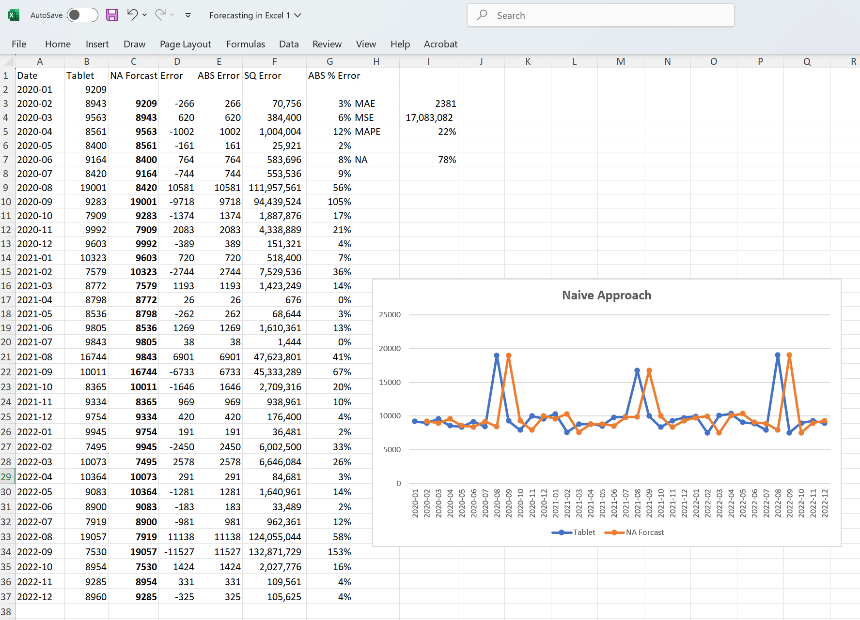 AutoSave Off Forecasting in Excel 1 Search
File Home Insert Draw Page Layout Formulas Data Review View Help Acrobat
A B C D E F G H I J K L M N O P Q R
1 Date Tablet NA Forcast Error ABS Error SQ Error ABS % Error
2 2020-01 9209
3 2020-02 8943 9209 -266 266 70,756 3% MAE 2381
4 2020-03 9563 8943 620 620 384,400 6% MSE 17,083,082
5 2020-04 8561 9563 -1002 1002 1,004,004 12% MAPE 22%
6 2020-05 8400 8561 -161 161 25,921 2%
7 2020-06 9164 8400 764 764 583,696 8% NA 78%
8 2020-07 8420 9164 -744 744 553,536 9%
9 2020-08 19001 8420 10581 10581 111,957,561 56%
10 2020-09 9283 19001 -9718 9718 94,439,524 105%
11 2020-10 7909 9283 -1374 1374 1,887,876 17%
12 2020-11 9992 7909 2083 2083 4,338,889 21%
13 2020-12 9603 9992 -389 389 151,321 4%
14 2021-01 10323 9603 720 720 518,400 7%
15 2021-02 7579 10323 -2744 2744 7,529,536 36%
16 2021-03 8772 7579 1193 1193 1,423,249 14%
17 2021-04 8798 8772 26 26 676 0%
18 2021-05 8536 8798 -262 262 68,644 3%
19 2021-06 9805 8536 1269 1269 1,610,361 13%
20 2021-07 9843 9805 38 38 1,444 0%
21 2021-08 16744 9843 6901 6901 47,623,801 41%
22 2021-09 10011 16744 -6733 6733 45,333,289 67%
23 2021-10 8365 10011 -1646 1646 2,709,316 20%
24 2021-11 9334 8365 969 969 938,961 10%
25 2021-12 9754 9334 420 420 176,400 4%
26 2022-01 9945 9754 191 191 36,481 2%
27 2022-02 7495 9945 -2450 2450 6,002,500 33%
28 2022-03 10073 7495 2578 2578 6,646,084 26%
29 2022-04 10364 10073 291 291 84,681 3%
30 2022-05 9083 10364 -1281 1281 1,640,961 14%
31 2022-06 8900 9083 -183 183 33,489 2%
32 2022-07 7919 8900 -981 981 962,361 12%
33 2022-08 19057 7919 11138 11138 124,055,044 58%
34 2022-09 7530 19057 -11527 11527 132,871,729 153%
35 2022-10 8954 7530 1424 1424 2,027,776 16%
36 2022-11 9285 8954 331 331 109,561 4%
37 2022-12 8960 9285 -325 325 105,625 4%
38
Naive Approach
25000
20000
15000
10000
5000
0
2020-01 2020-02 2020-03 2020-04 2020-05 2020-06 2020-07 2020-08 2020-09 2020-10 2020-11 2020-12 2021-01 2021-02 2021-03 2021-04 2021-05 2021-06 2021-07 2021-08 2021-09 2021-10 2021-11 2021-12 2022-01 2022-02 2022-03 2022-04 2022-05 2022-06 2022-07 2022-08 2022-09 2022-10 2022-11 2022-12
Tablet NA Forcast